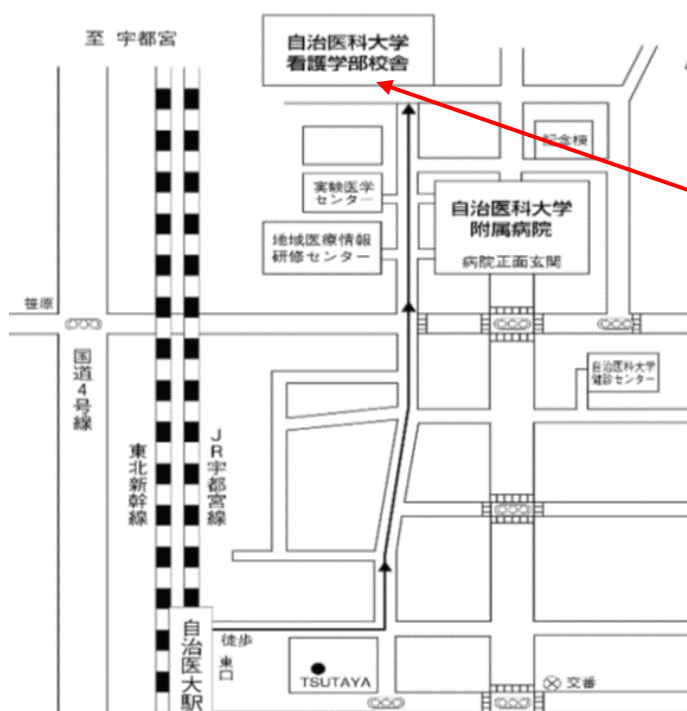 至 宇都宮
自治医科大学
看護学部校舎
記念棟
実験医学
センター
自治医科大学
附属病院
地域医療情報
研修センター
病院正面玄関
笹原
国道4号線
自治医科大学
健診センター
東北新幹線
JR宇都宮線
自治医大駅
徒歩
東口
TSUTAYA
交番